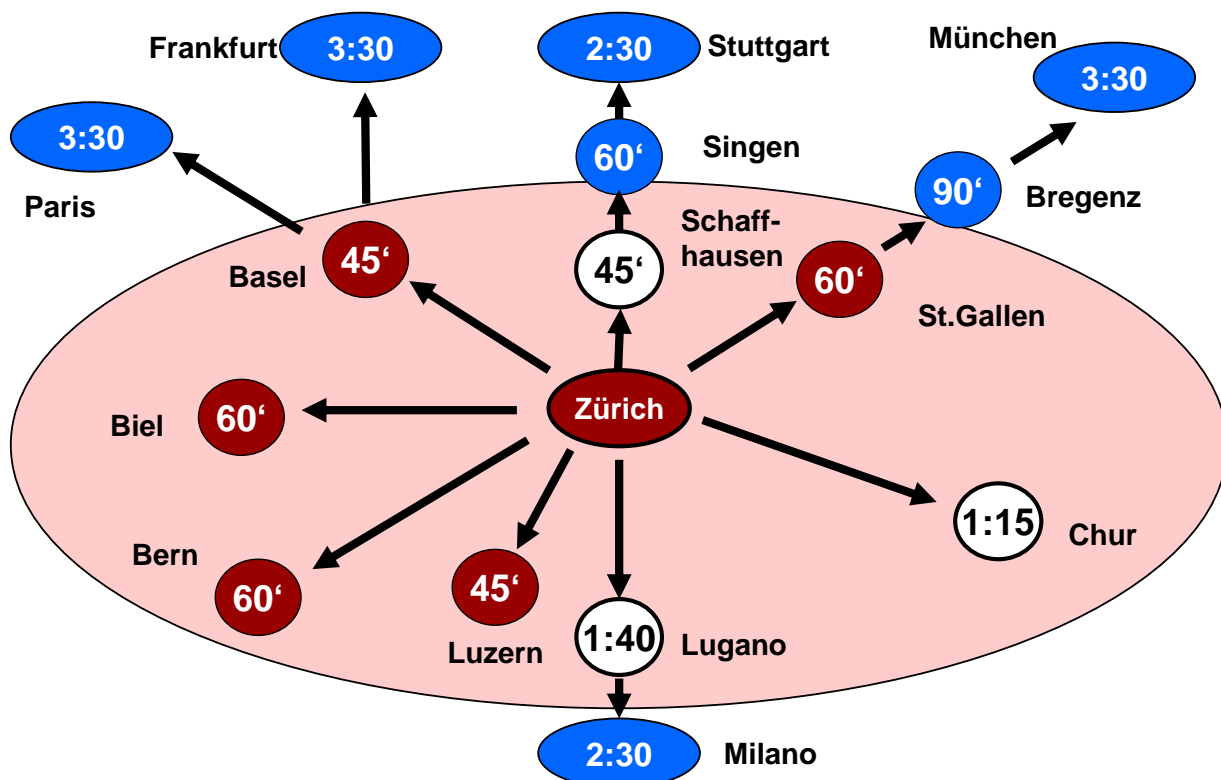 Frankfurt
3:30
2:30
Stuttgart
München
3:30
3:30
Paris
60‘
Singen
90‘
Bregenz
Basel
45‘
45‘
Schaff-
hausen
60‘
St.Gallen
Zürich
Biel
60‘
Bern
60‘
45‘
Luzern
1:40
Lugano
1:15
Chur
2:30
Milano